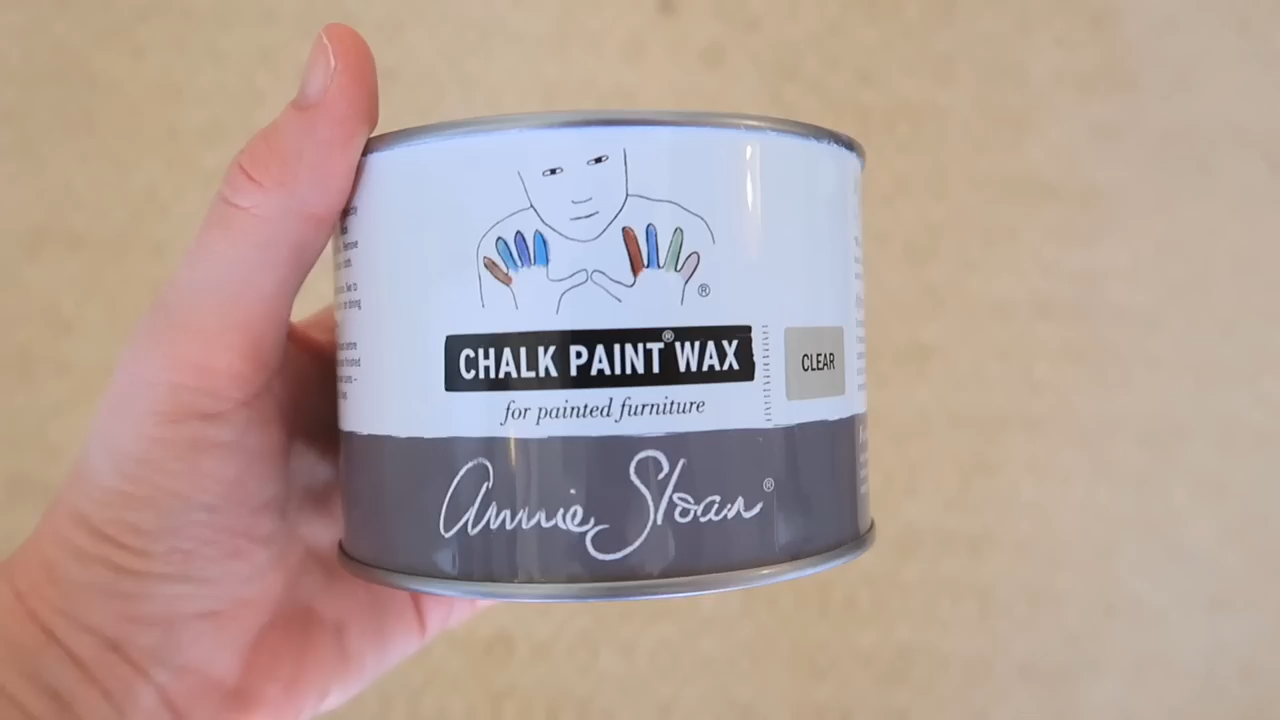 ®
CHALK PAINT® WAX
CLEAR
for painted furniture
Annie Sloan®